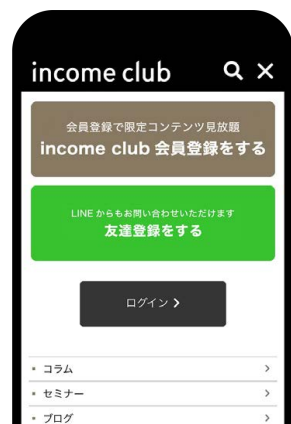 income club
会員登録で限定コンテンツ見放題
income club 会員登録をする
LINE からもお問い合わせいただけます
友達登録をする
ログイン
コラム
セミナー
ブログ